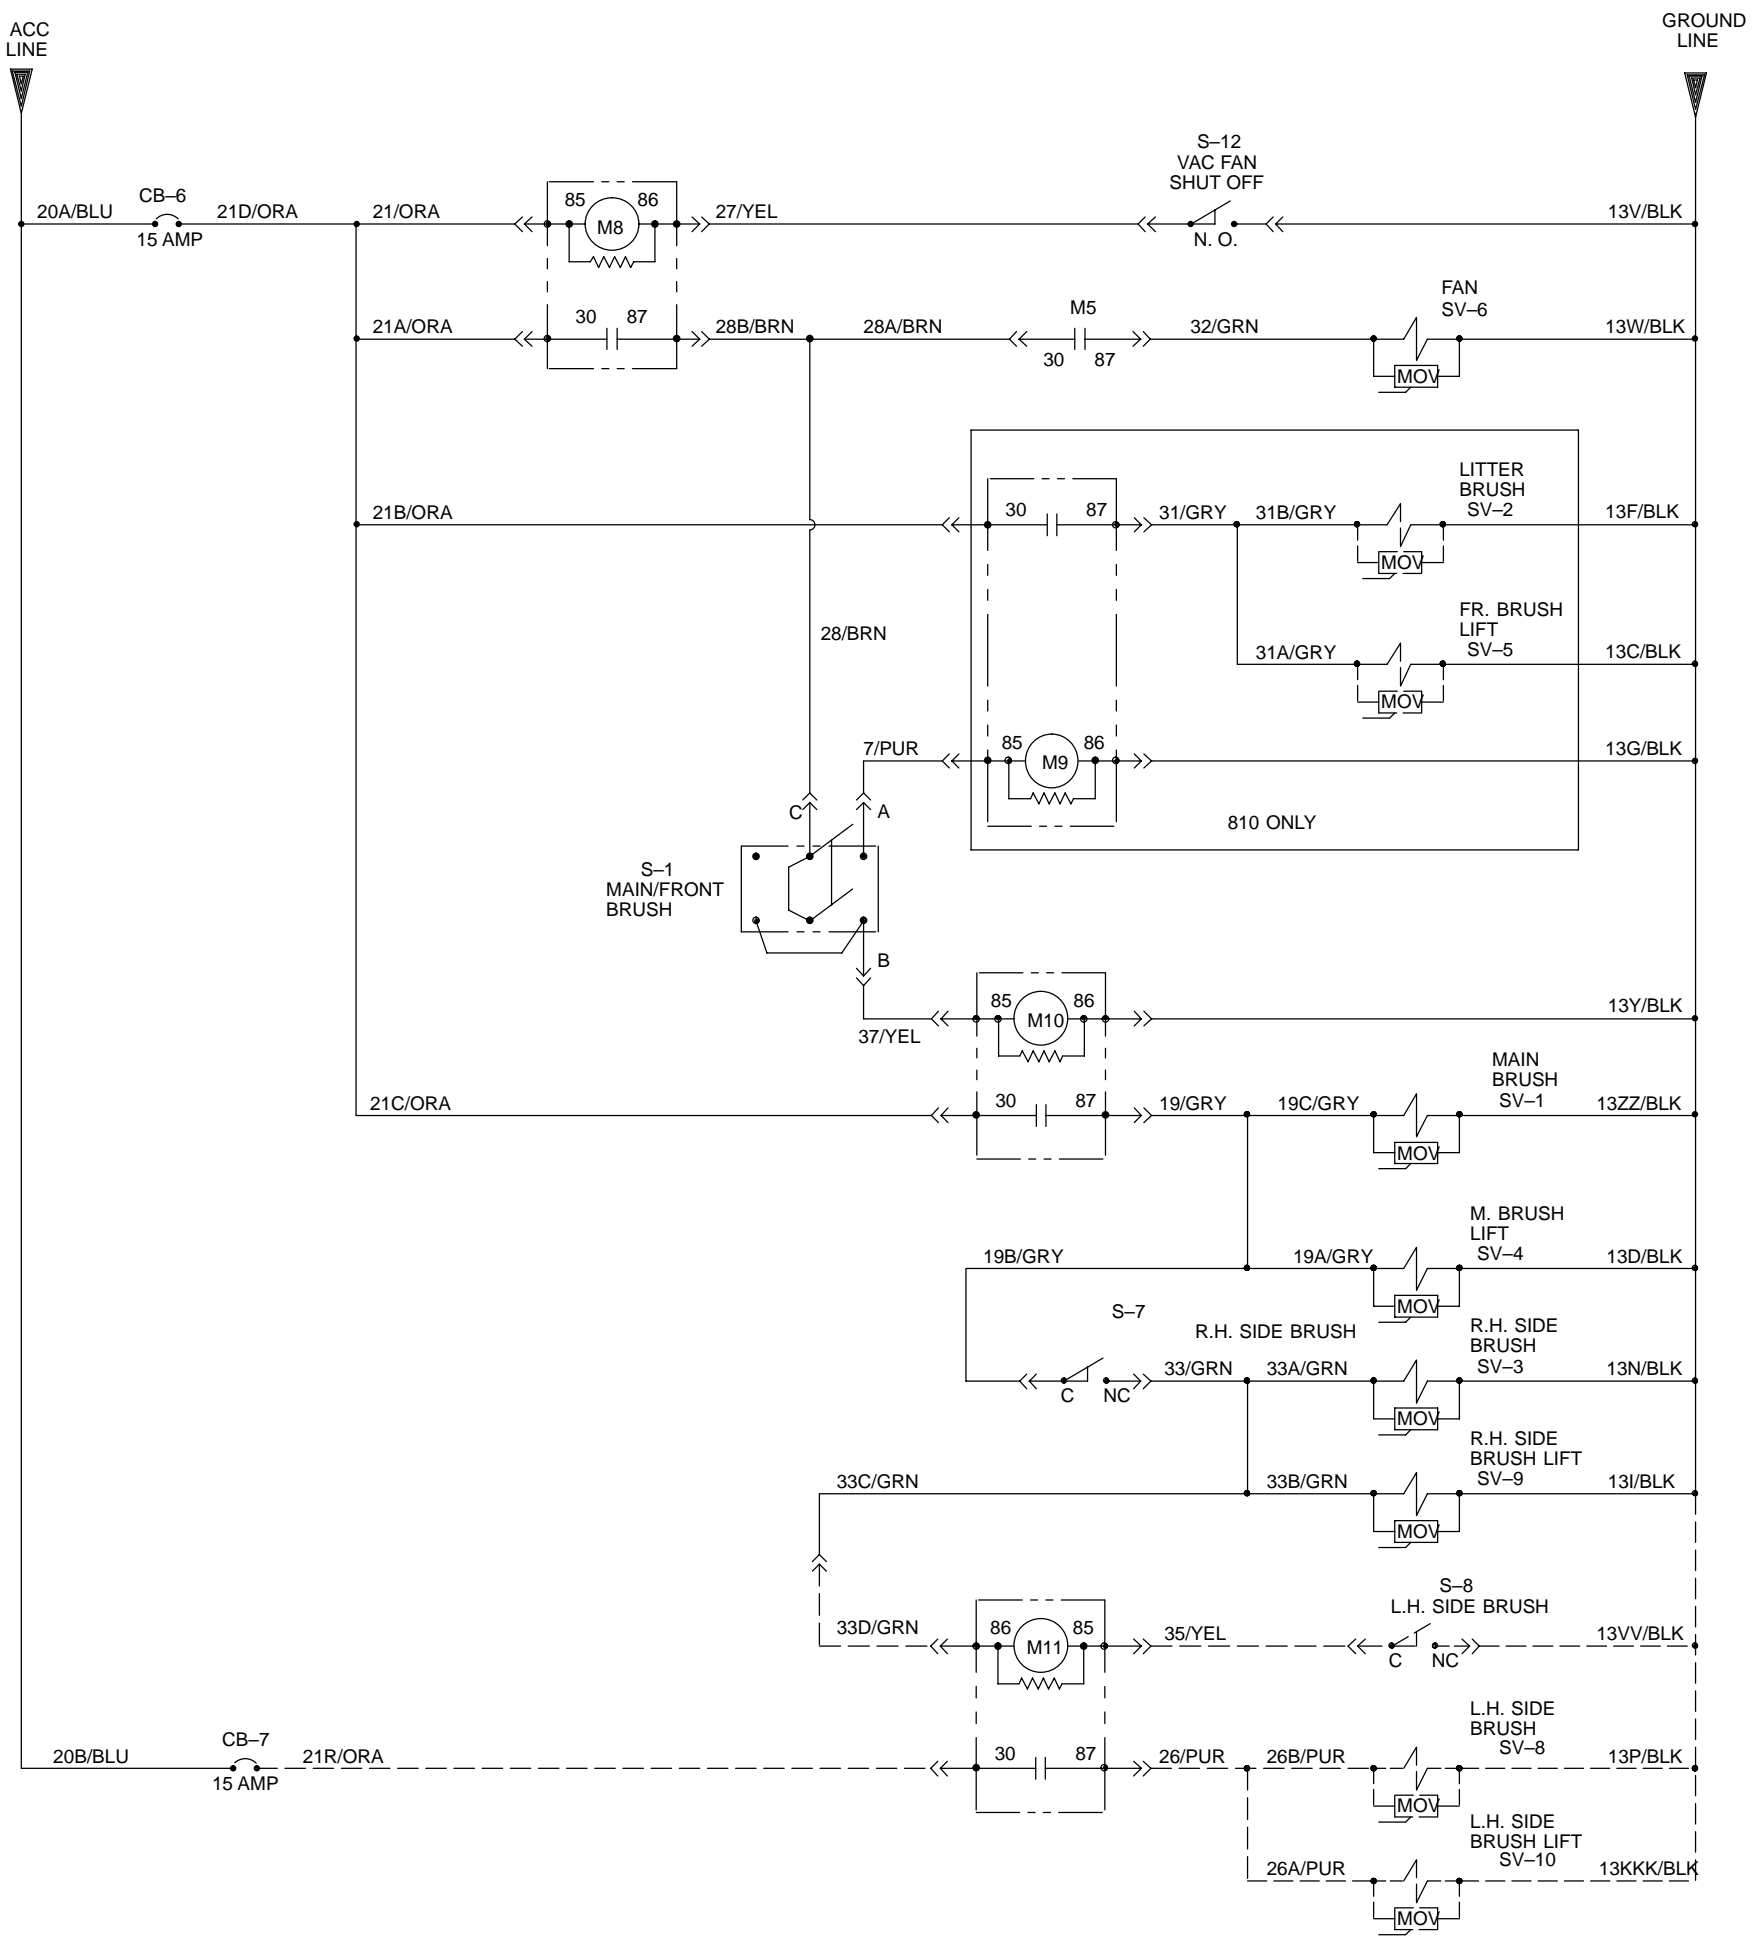 ACC
LINE
GROUND
LINE
S–12
VAC FAN
SHUT OFF
CB–6
20A/BLU
21D/ORA
21/ORA
85
86
M8
27/YEL
13V/BLK
15 AMP
N. O.
FAN
SV–6
21A/ORA
30
87
28B/BRN
28A/BRN
M5
30
87
32/GRN
13W/BLK
MOV
LITTER
BRUSH
SV–2
21B/ORA
30
87
31/GRY
31B/GRY
13F/BLK
MOV
28/BRN
FR. BRUSH
LIFT
SV–5
31A/GRY
13C/BLK
MOV
7/PUR
85
86
M9
13G/BLK
C
A
810 ONLY
S–1
MAIN/FRONT
BRUSH
B
37/YEL
85
86
M10
13Y/BLK
MAIN
BRUSH
SV–1
21C/ORA
30
87
19/GRY
19C/GRY
13ZZ/BLK
MOV
M. BRUSH
LIFT
SV–4
19B/GRY
19A/GRY
13D/BLK
MOV
S–7
R.H. SIDE BRUSH
R.H. SIDE
BRUSH
SV–3
C
NC
33/GRN
33A/GRN
13N/BLK
MOV
R.H. SIDE
BRUSH LIFT
SV–9
33C/GRN
33B/GRN
13I/BLK
MOV
S–8
L.H. SIDE BRUSH
33D/GRN
86
85
M11
35/YEL
C
NC
13VV/BLK
L.H. SIDE
BRUSH
SV–8
CB–7
20B/BLU
15 AMP
21R/ORA
30
87
26/PUR
26B/PUR
13P/BLK
MOV
L.H. SIDE
BRUSH LIFT
SV–10
26A/PUR
13KKK/BLK
MOV